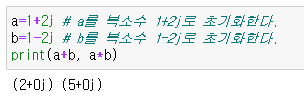 a=1+2j # a를 복소수 1+2j로 초기화한다.
b=1-2j # b를 복소수 1-2j로 초기화한다.
print(a+b, a*b)
(2+0j) (5+0j)